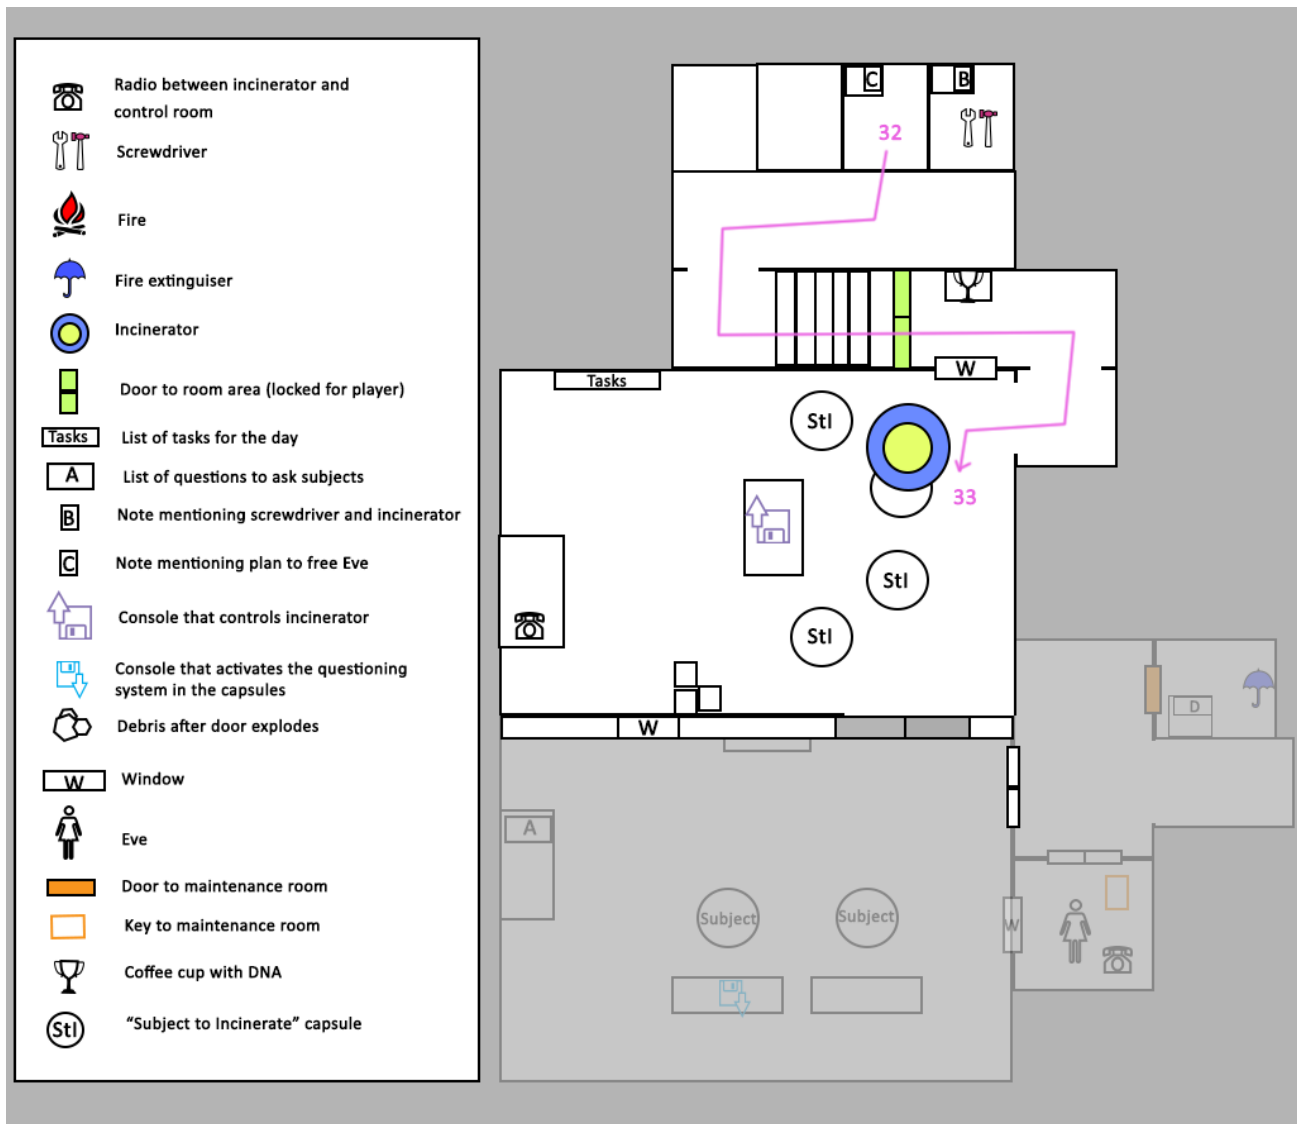 Radio between incinerator and
control room
Screwdriver
Fire
Fire extinguiser
Incinerator
Door to room area (locked for player)
Tasks
List of tasks for the day
A
List of questions to ask subjects
B
Note mentioning screwdriver and incinerator
C
Note mentioning plan to free Eve
Console that controls incinerator
Console that activates the questioning
system in the capsules
Debris after door explodes
W
Window
Eve
Door to maintenance room
Key to maintenance room
Coffee cup with DNA
StI
“Subject to Incinerate” capsule
C
B
32
W
Tasks
StI
33
StI
StI
W
D
A
Subject
Subject
W